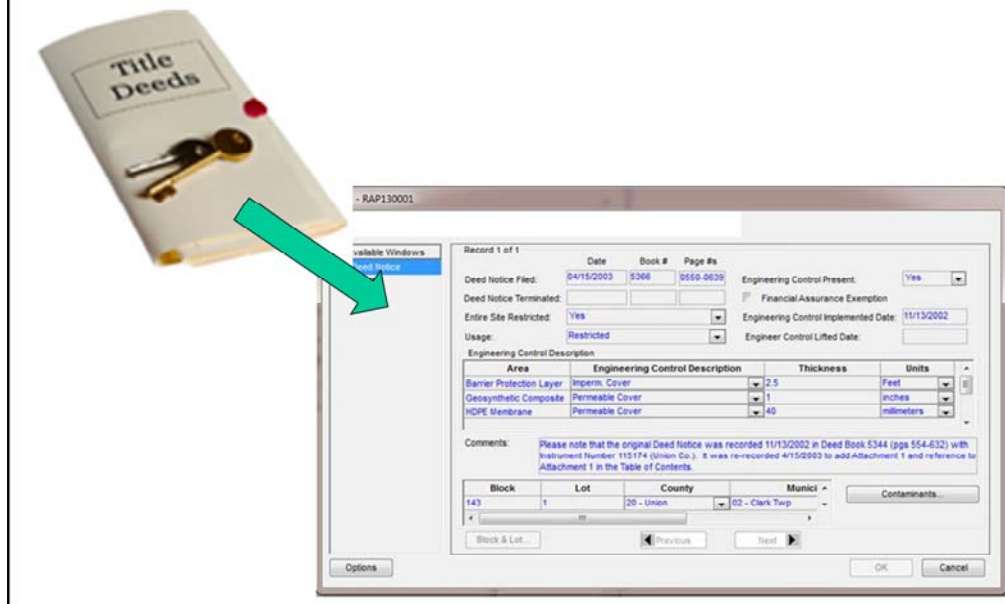 Title
Deeds
- RAP130001
vailable Windows
Deed Notice
Record 1 of 1
Date Book # Page #s
Deed Notice Filed: 04/15/2003 5366 0550-0639 Engineering Control Present: Yes
Deed Notice Terminated: Financial Assurance Exemption
Entire Site Restricted: Yes Engineering Control Implemented Date: 11/13/2002
Usage: Restricted Engineer Control Lifted Date:
Engineering Control Description
Area Engineering Control Description Thickness Units
Barrier Protection Layer Imperm. Cover 2.5 Feet
Geosynthetic Composite Permeable Cover 1 inches
HDPE Membrane Permeable Cover 40 millimeters
Comments: Please note that the original Deed Notice was recorded 11/13/2002 in Deed Book 5344 (pgs 554-632) with
Instrument Number 115174 (Union Co.). It was re-recorded 4/15/2003 to add Attachment 1 and reference to
Attachment 1 in the Table of Contents.
Block Lot County Munici
143 1 20 - Union 02 - Clark Twp
Contaminants...
Block & Lot... Previous Next
Options OK Cancel